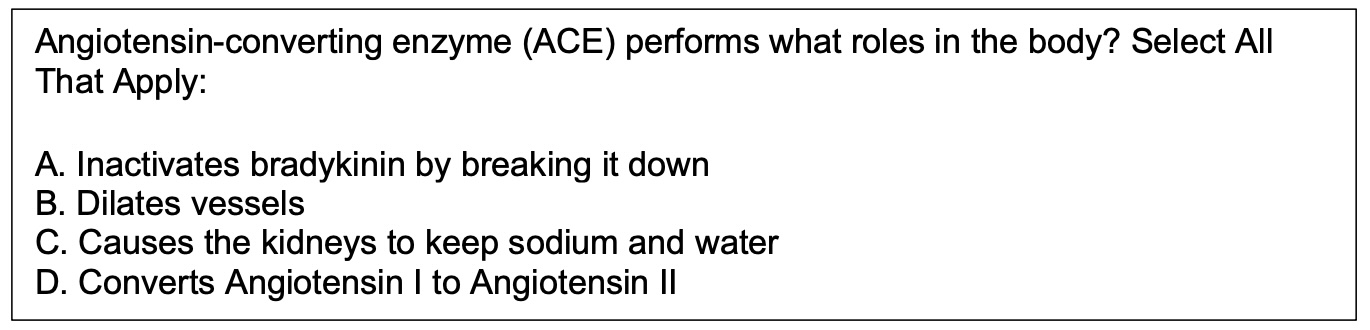 Angiotensin-converting enzyme (ACE) performs what roles in the body? Select All
That Apply:
A. Inactivates bradykinin by breaking it down
B. Dilates vessels
C. Causes the kidneys to keep sodium and water
D. Converts Angiotensin I to Angiotensin II